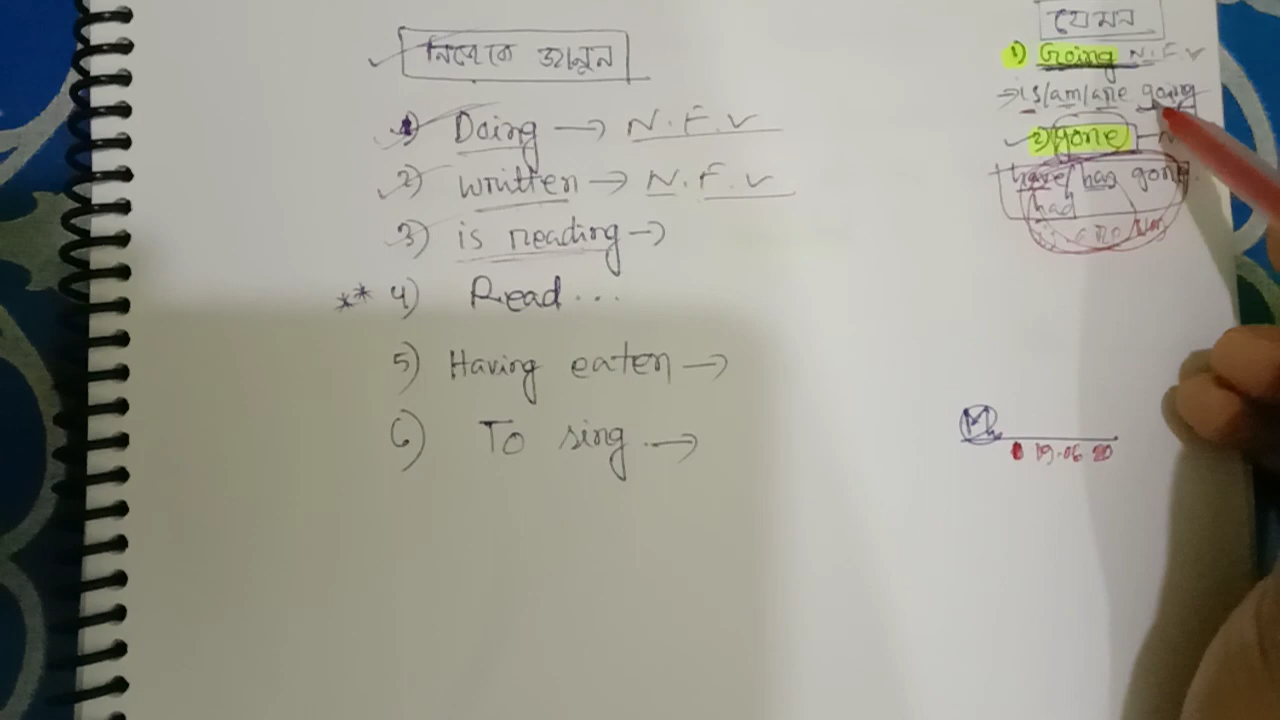 নিজেকে জানুন
1) Doing → N.F.V
2) written → N.F.V
3) is reading →
** 4) Read...
5) Having eaten →
6) To sing →
যেমন
1) Going N.F.V
→ is/am/are going
2) gone — N
have/has gone
had
19.06 20